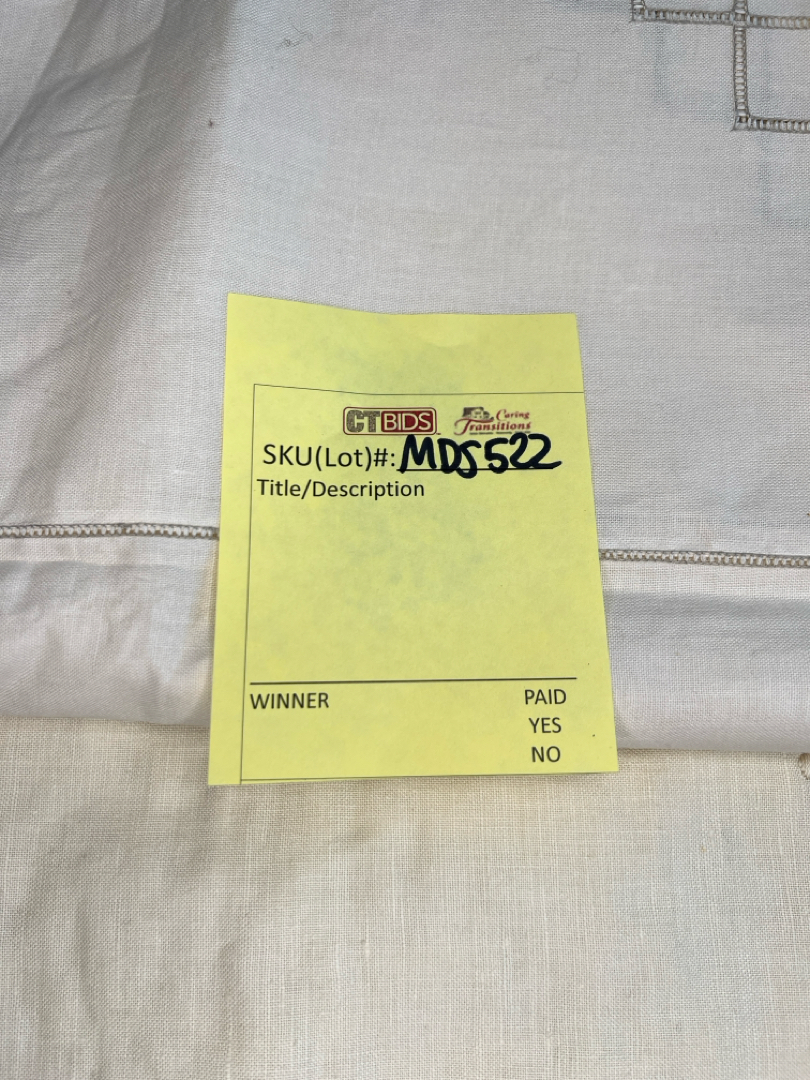 CTBIDS Caring Transitions
SKU(Lot)#: MDS522
Title/Description
WINNER PAID
YES
NO